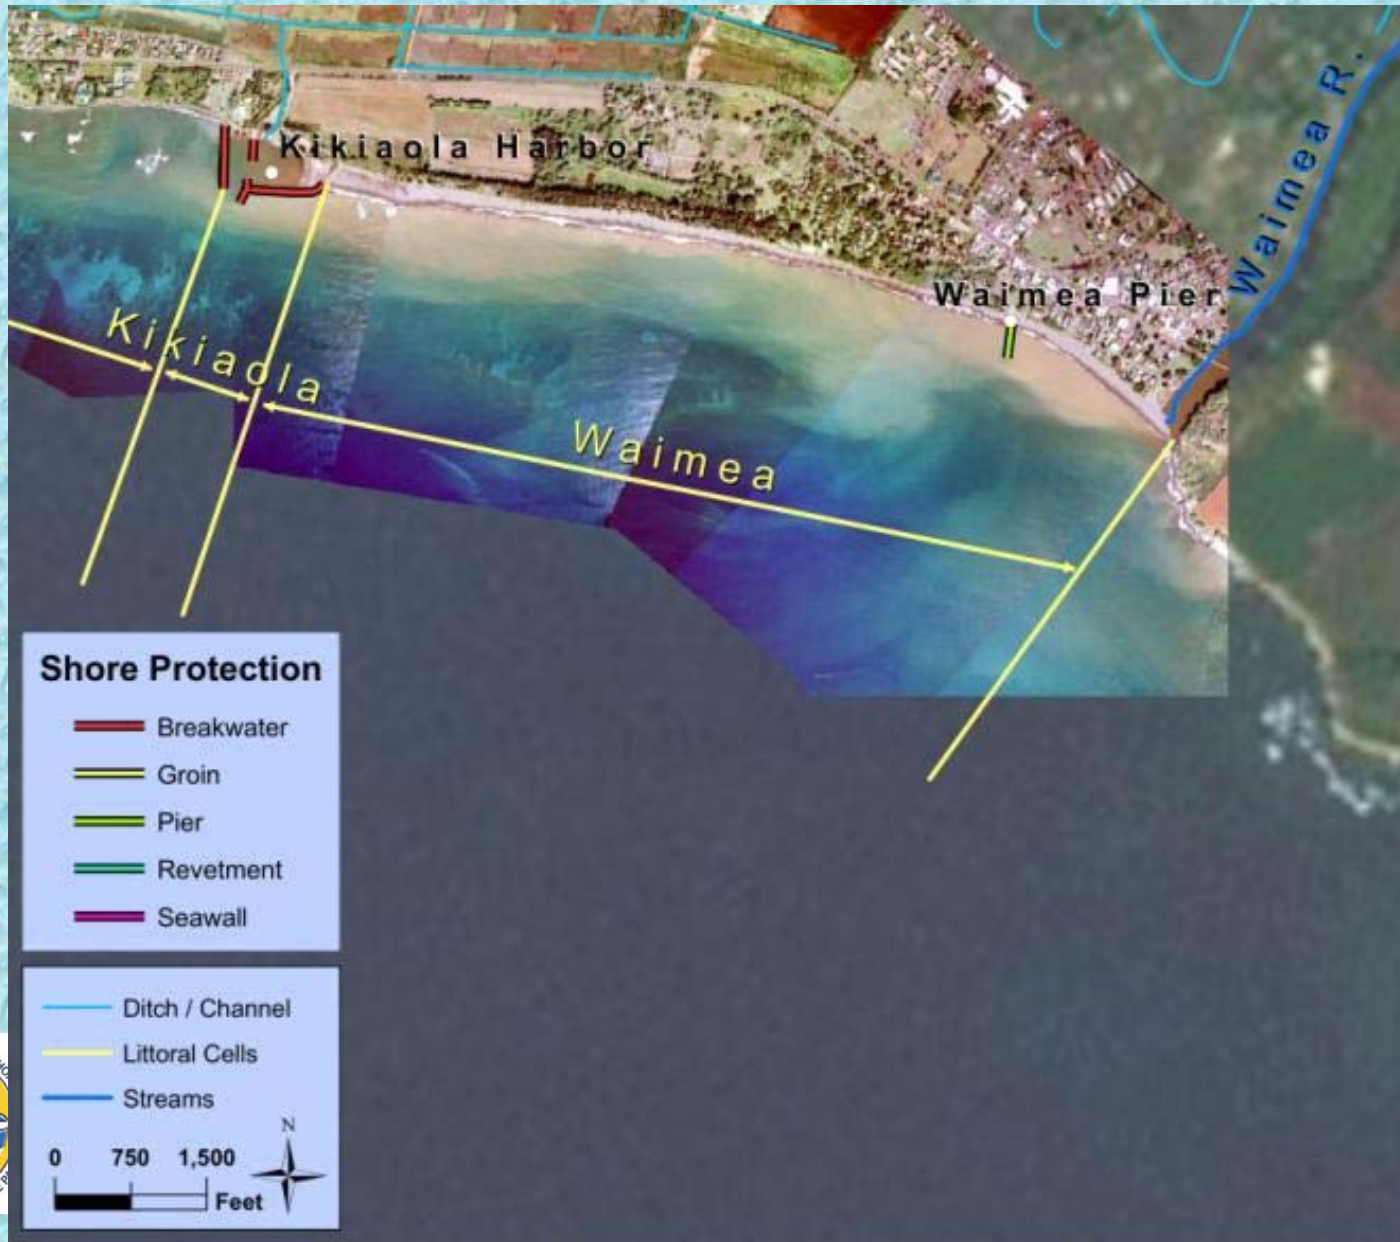 Kikiaola Harbor
Waimea R.
Waimea Pier
Kikiaola
Waimea
Shore Protection
Breakwater
Groin
Pier
Revetment
Seawall
Ditch / Channel
Littoral Cells
Streams
N
0 750 1,500
Feet